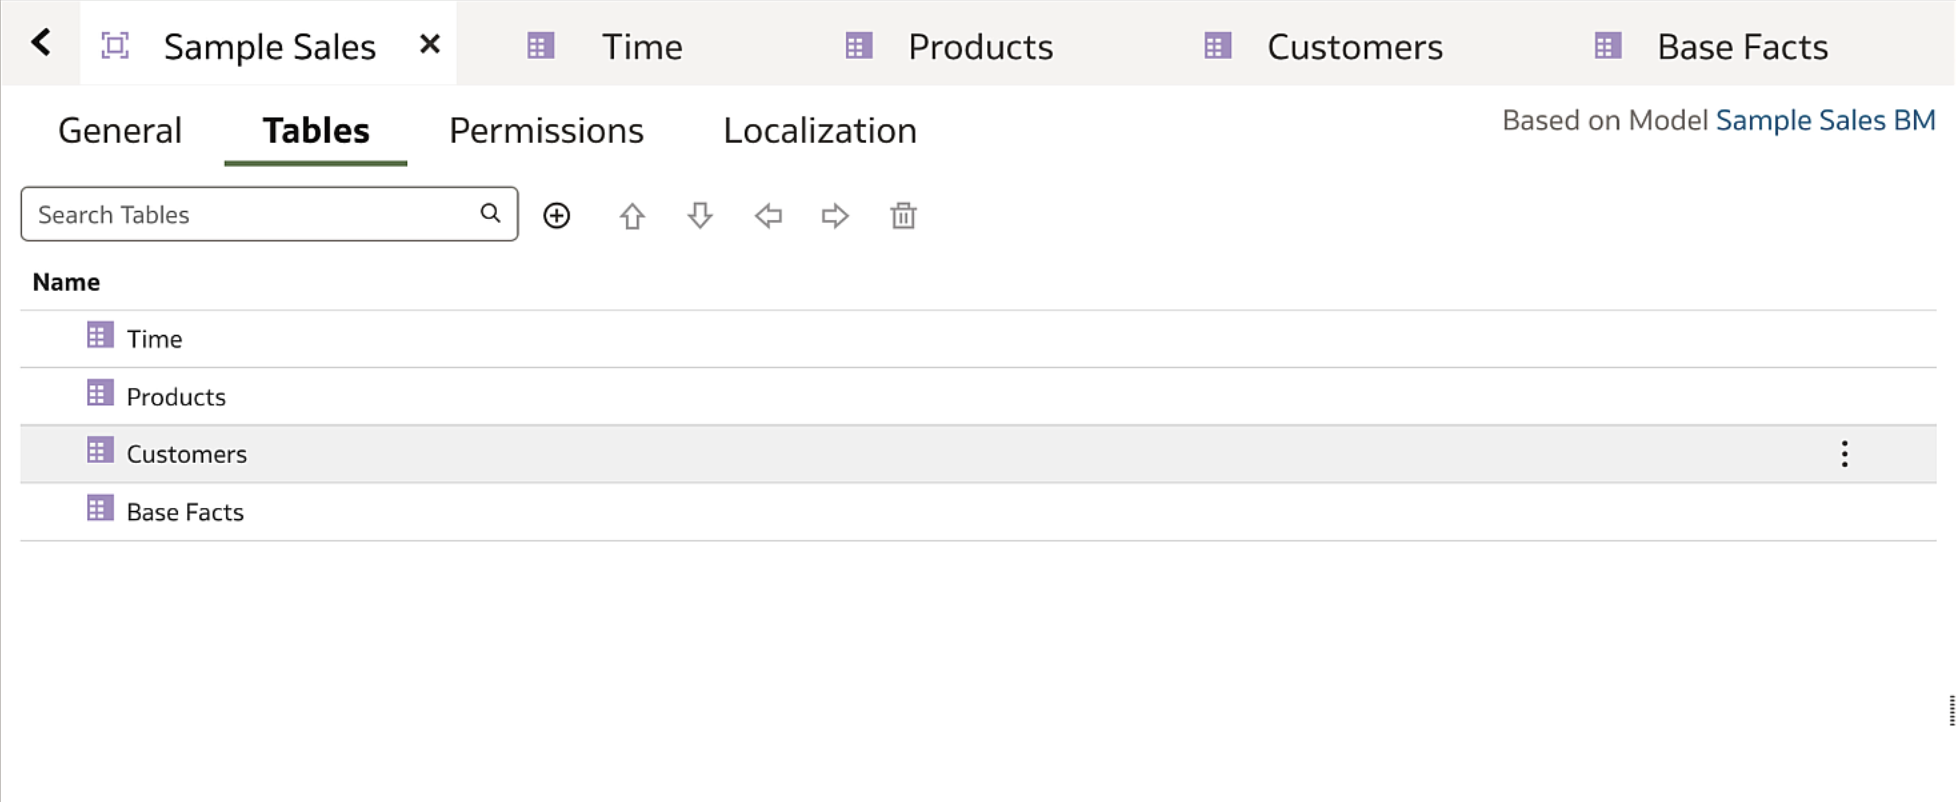 Sample Sales Time Products Customers Base Facts
General Tables Permissions Localization Based on Model Sample Sales BM
Search Tables
Name
Time
Products
Customers
Base Facts